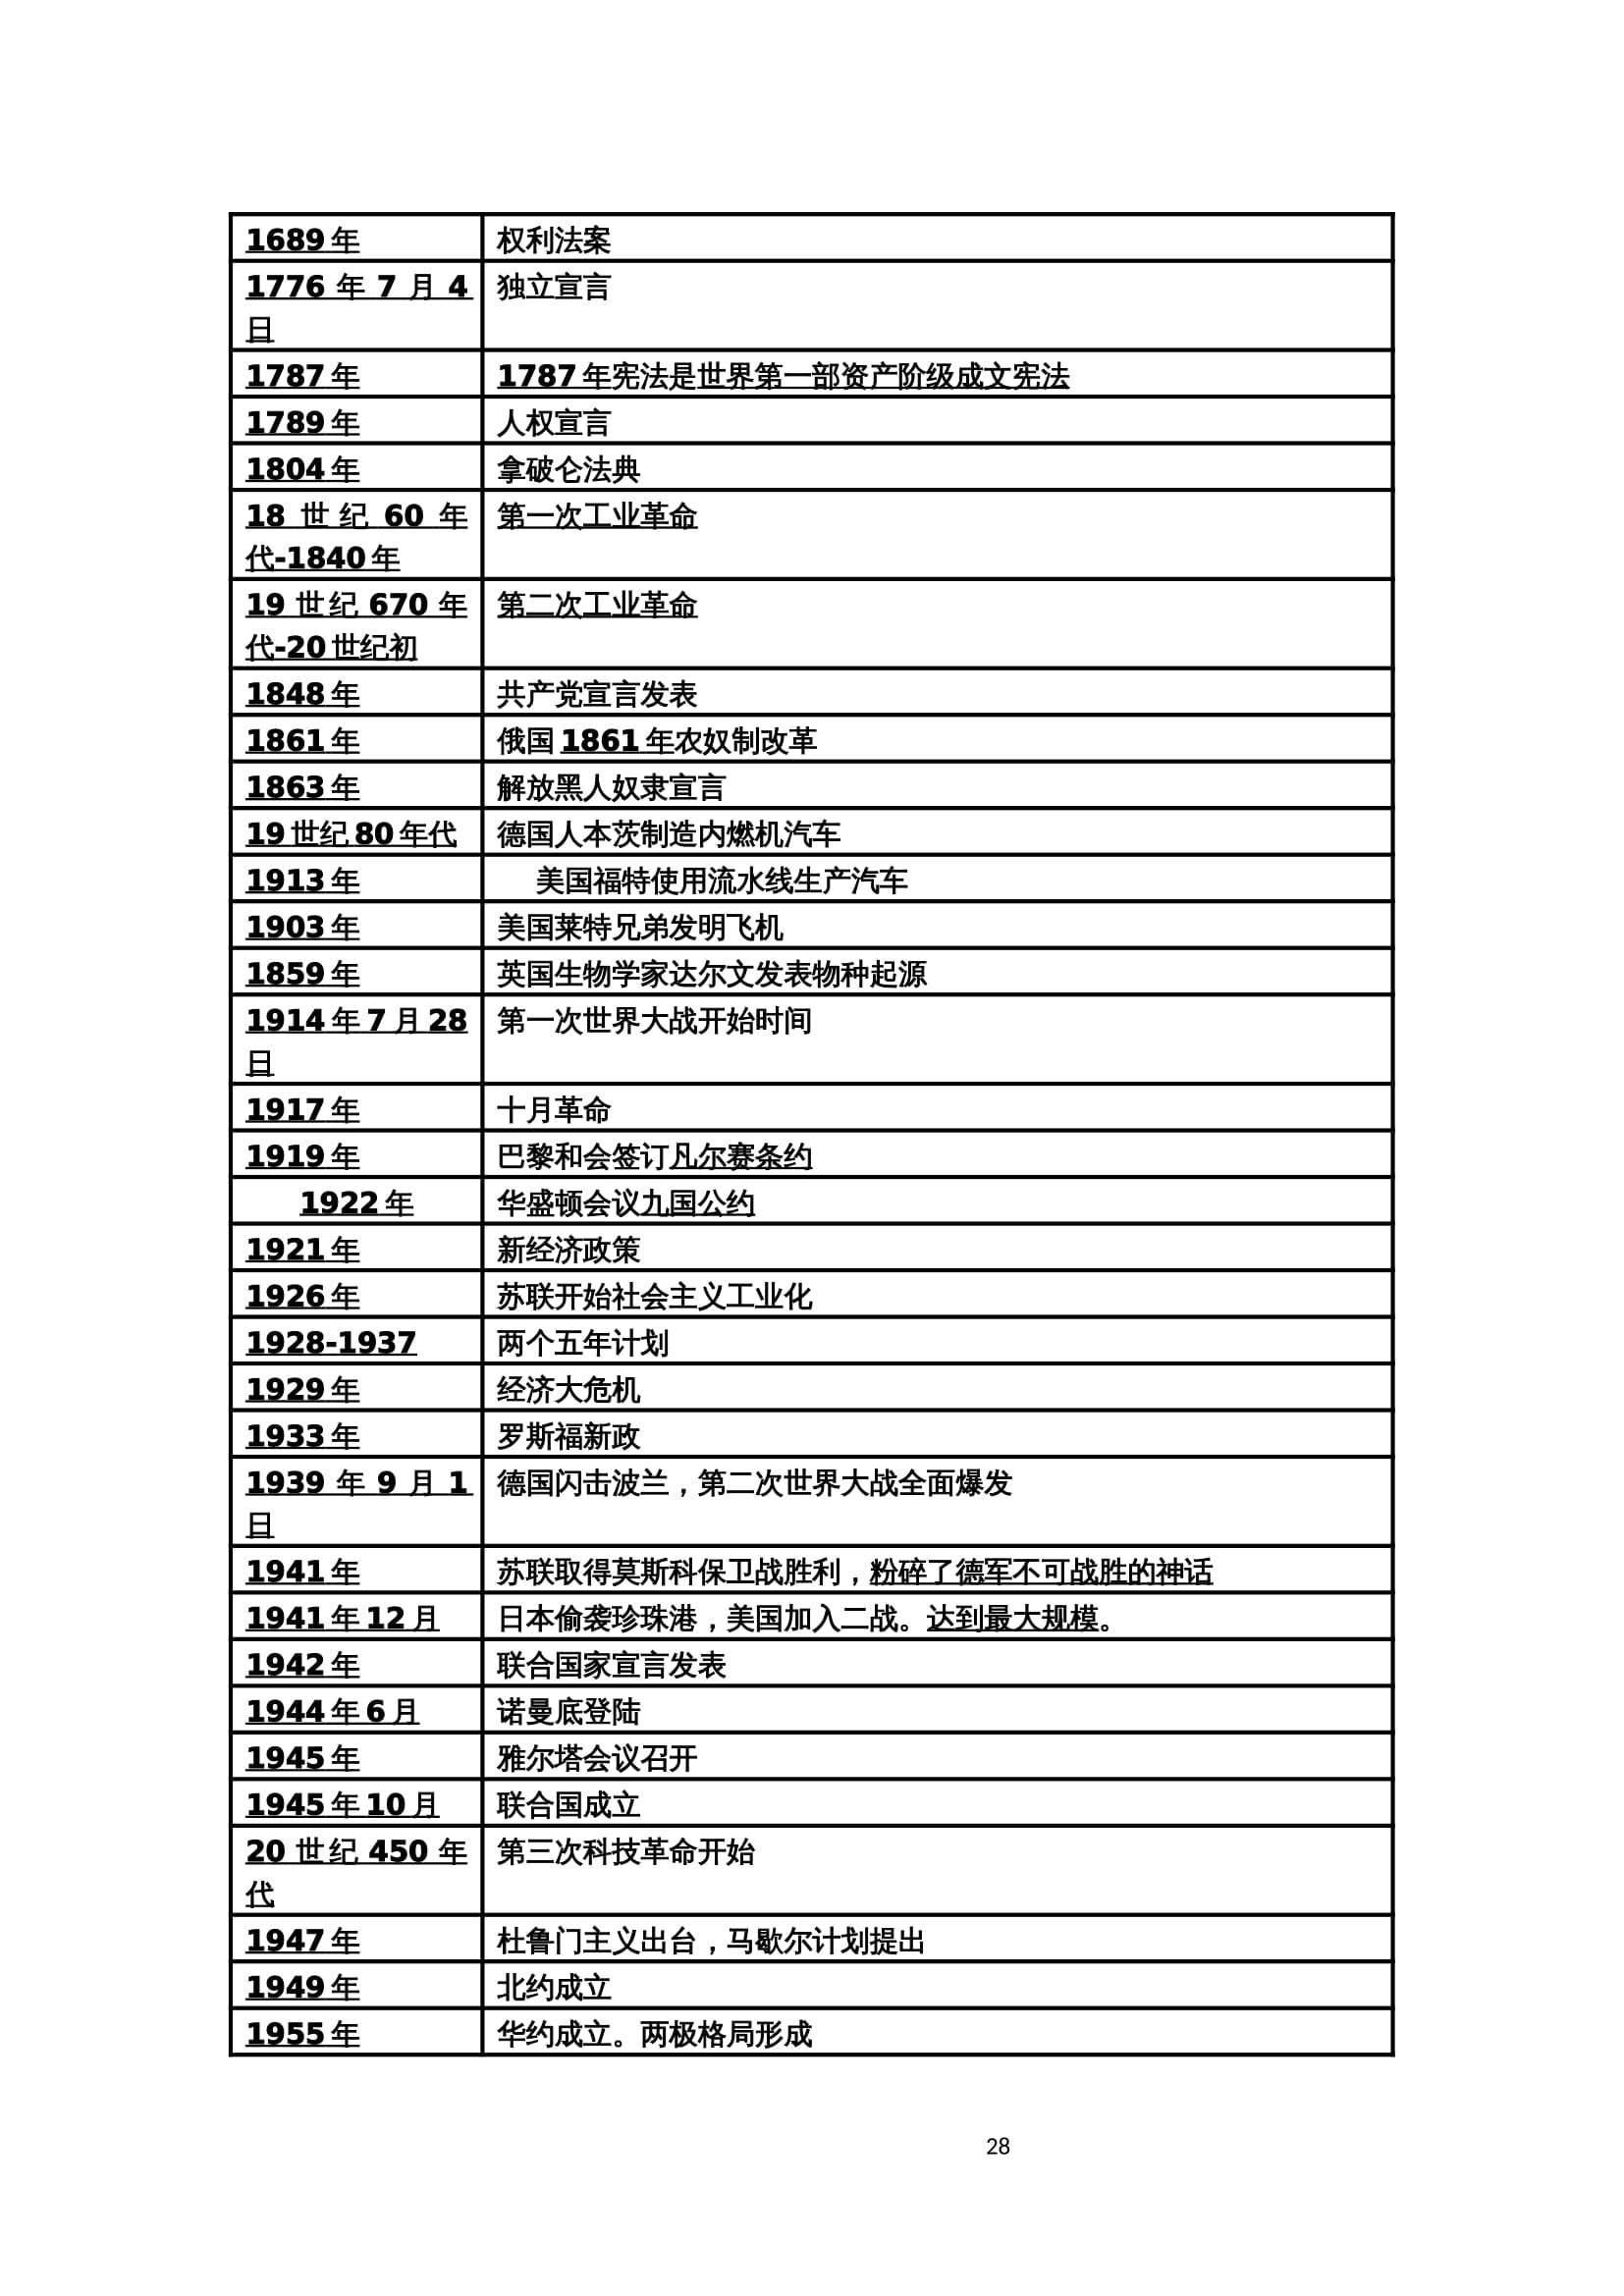 1689年 权利法案
1776年7月4 独立宣言
日
1787年 1787年宪法是世界第一部资产阶级成文宪法
1789年 人权宣言
1804年 拿破仑法典
18世纪60年 第一次工业革命
代-1840年
19世纪670年 第二次工业革命
代-20世纪初
1848年 共产党宣言发表
1861年 俄国1861年农奴制改革
1863年 解放黑人奴隶宣言
19世纪80年代 德国人本茨制造内燃机汽车
1913年 美国福特使用流水线生产汽车
1903年 美国莱特兄弟发明飞机
1859年 英国生物学家达尔文发表物种起源
1914年7月28 第一次世界大战开始时间
日
1917年 十月革命
1919年 巴黎和会签订凡尔赛条约
1922年 华盛顿会议九国公约
1921年 新经济政策
1926年 苏联开始社会主义工业化
1928-1937 两个五年计划
1929年 经济大危机
1933年 罗斯福新政
1939年9月1 德国闪击波兰，第二次世界大战全面爆发
日
1941年 苏联取得莫斯科保卫战胜利，粉碎了德军不可战胜的神话
1941年12月 日本偷袭珍珠港，美国加入二战。达到最大规模。
1942年 联合国家宣言发表
1944年6月 诺曼底登陆
1945年 雅尔塔会议召开
1945年10月 联合国成立
20世纪450年 第三次科技革命开始
代
1947年 杜鲁门主义出台，马歇尔计划提出
1949年 北约成立
1955年 华约成立。两极格局形成
28